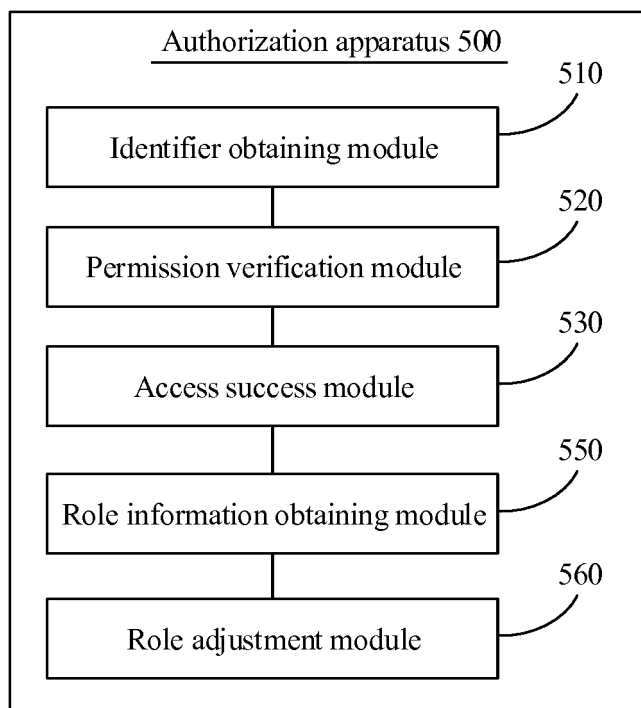 Authorization apparatus 500
510
Identifier obtaining module
520
Permission verification module
530
Access success module
550
Role information obtaining module
560
Role adjustment module